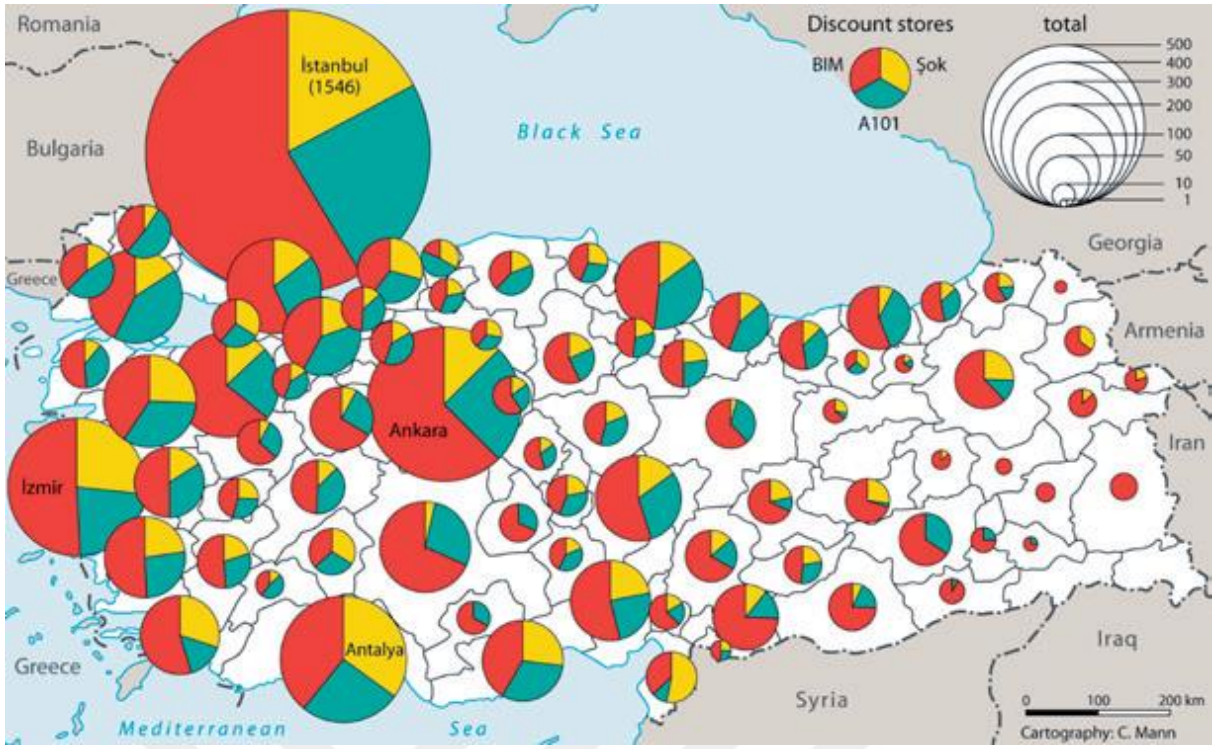 Romania
Discount stores
total
BIM
Şok
A101
500
400
300
200
100
50
10
1
İstanbul
(1546)
Black Sea
Bulgaria
Georgia
Greece
Armenia
Ankara
Iran
İzmir
Antalya
Iraq
Greece
Syria
Mediterranean Sea
0 100 200 km
Cartography: C. Mann